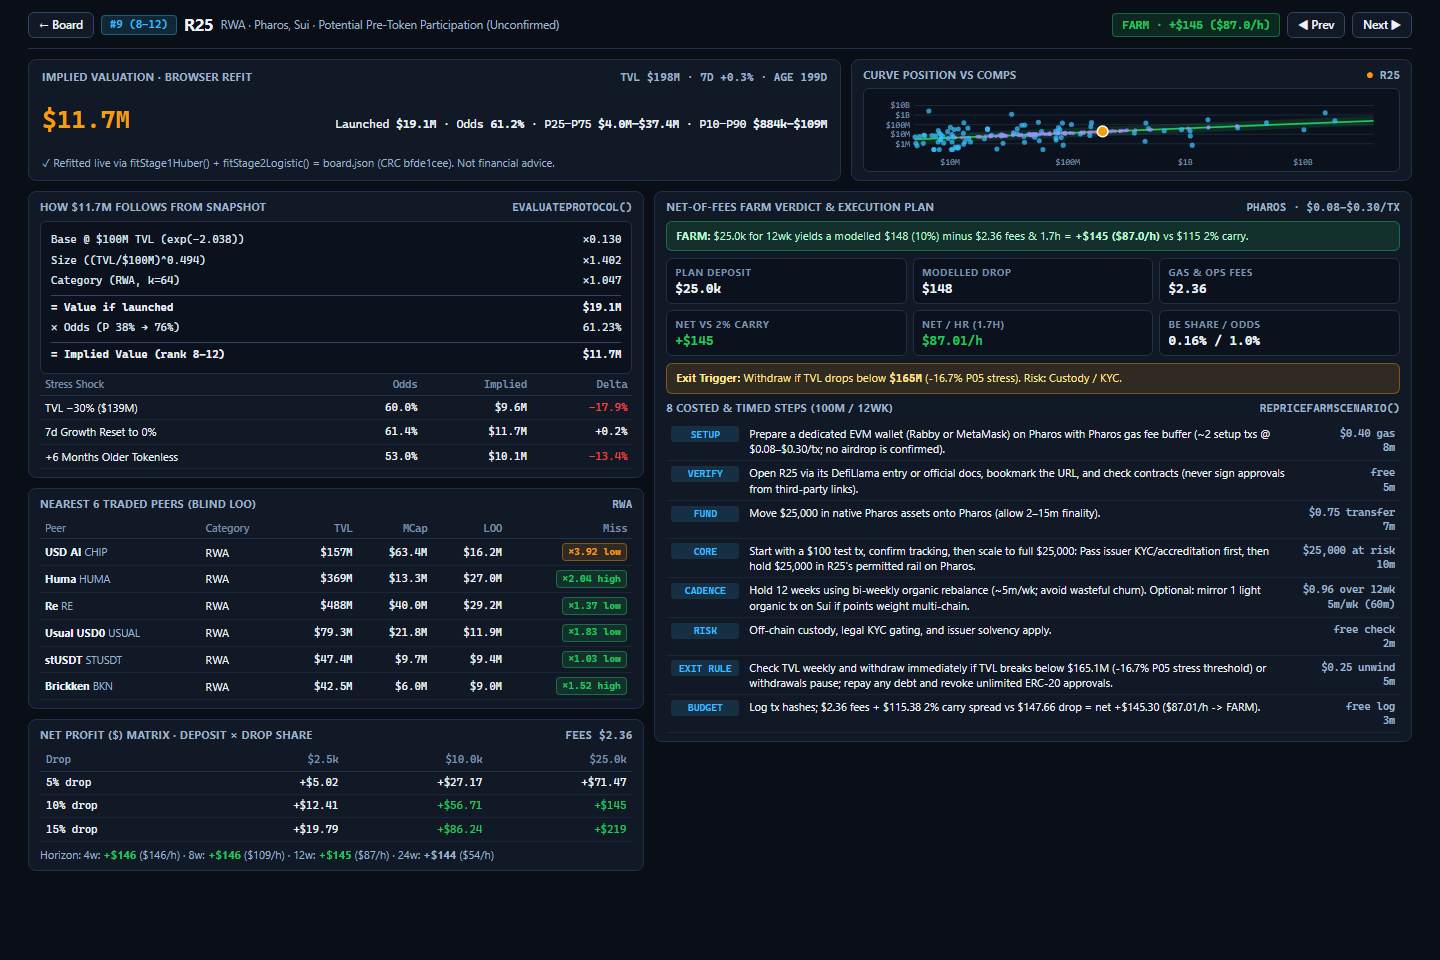 ← Board
#9 (8–12)
R25
RWA · Pharos, Sui · Potential Pre-Token Participation (Unconfirmed)
FARM · +$145 ($87.0/h)
◀ Prev
Next ▶
IMPLIED VALUATION · BROWSER REFIT
TVL $198M · 7D +0.3% · AGE 199D
$11.7M
Launched $19.1M · Odds 61.2% · P25–P75 $4.0M–$37.4M · P10–P90 $884k–$109M
✓ Refitted live via fitStage1Huber() + fitStage2Logistic() = board.json (CRC bfde1cee). Not financial advice.
CURVE POSITION VS COMPS
R25
$10B
$1B
$100M
$10M
$1M
$10M
$100M
$1B
$10B
HOW $11.7M FOLLOWS FROM SNAPSHOT
EVALUATEPROTOCOL()
Base @ $100M TVL (exp(−2.038)) ×0.130
Size ((TVL/$100M)^0.494) ×1.402
Category (RWA, k=64) ×1.047
= Value if launched $19.1M
× Odds (P 38% → 76%) 61.23%
= Implied Value (rank 8–12) $11.7M
Stress Shock Odds Implied Delta
TVL −30% ($139M) 60.0% $9.6M −17.9%
7d Growth Reset to 0% 61.4% $11.7M +0.2%
+6 Months Older Tokenless 53.0% $10.1M −13.4%
NEAREST 6 TRADED PEERS (BLIND LOO)
RWA
Peer Category TVL MCap LOO Miss
USD AI CHIP RWA $157M $63.4M $16.2M ×3.92 low
Huma HUMA RWA $369M $13.3M $27.0M ×2.04 high
Re RE RWA $488M $40.0M $29.2M ×1.37 low
Usual USD0 USUAL RWA $79.3M $21.8M $11.9M ×1.83 low
stUSDT STUSDT RWA $47.4M $9.7M $9.4M ×1.03 low
Brickken BKN RWA $42.5M $6.0M $9.0M ×1.52 high
NET PROFIT ($) MATRIX · DEPOSIT × DROP SHARE
FEES $2.36
Drop $2.5k $10.0k $25.0k
5% drop +$5.02 +$27.17 +$71.47
10% drop +$12.41 +$56.71 +$145
15% drop +$19.79 +$86.24 +$219
Horizon: 4w: +$146 ($146/h) · 8w: +$146 ($109/h) · 12w: +$145 ($87/h) · 24w: +$144 ($54/h)
NET-OF-FEES FARM VERDICT & EXECUTION PLAN
PHAROS · $0.08–$0.30/TX
FARM: $25.0k for 12wk yields a modelled $148 (10%) minus $2.36 fees & 1.7h = +$145 ($87.0/h) vs $115 2% carry.
PLAN DEPOSIT
$25.0k
MODELLED DROP
$148
GAS & OPS FEES
$2.36
NET VS 2% CARRY
+$145
NET / HR (1.7H)
$87.01/h
BE SHARE / ODDS
0.16% / 1.0%
Exit Trigger: Withdraw if TVL drops below $165M (-16.7% P05 stress). Risk: Custody / KYC.
8 COSTED & TIMED STEPS (100M / 12WK)
REPRICEFARMSCENARIO()
SETUP
Prepare a dedicated EVM wallet (Rabby or MetaMask) on Pharos with Pharos gas fee buffer (~2 setup txs @
$0.08–$0.30/tx; no airdrop is confirmed).
$0.40 gas
8m
VERIFY
Open R25 via its DefiLlama entry or official docs, bookmark the URL, and check contracts (never sign approvals
from third-party links).
free
5m
FUND
Move $25,000 in native Pharos assets onto Pharos (allow 2–15m finality).
$0.75 transfer
7m
CORE
Start with a $100 test tx, confirm tracking, then scale to full $25,000: Pass issuer KYC/accreditation first, then
hold $25,000 in R25's permitted rail on Pharos.
$25,000 at risk
10m
CADENCE
Hold 12 weeks using bi-weekly organic rebalance (~5m/wk; avoid wasteful churn). Optional: mirror 1 light
organic tx on Sui if points weight multi-chain.
$0.96 over 12wk
5m/wk (60m)
RISK
Off-chain custody, legal KYC gating, and issuer solvency apply.
free check
2m
EXIT RULE
Check TVL weekly and withdraw immediately if TVL breaks below $165.1M (-16.7% P05 stress threshold) or
withdrawals pause; repay any debt and revoke unlimited ERC-20 approvals.
$0.25 unwind
5m
BUDGET
Log tx hashes; $2.36 fees + $115.38 2% carry spread vs $147.66 drop = net +$145.30 ($87.01/h -> FARM).
free log
3m